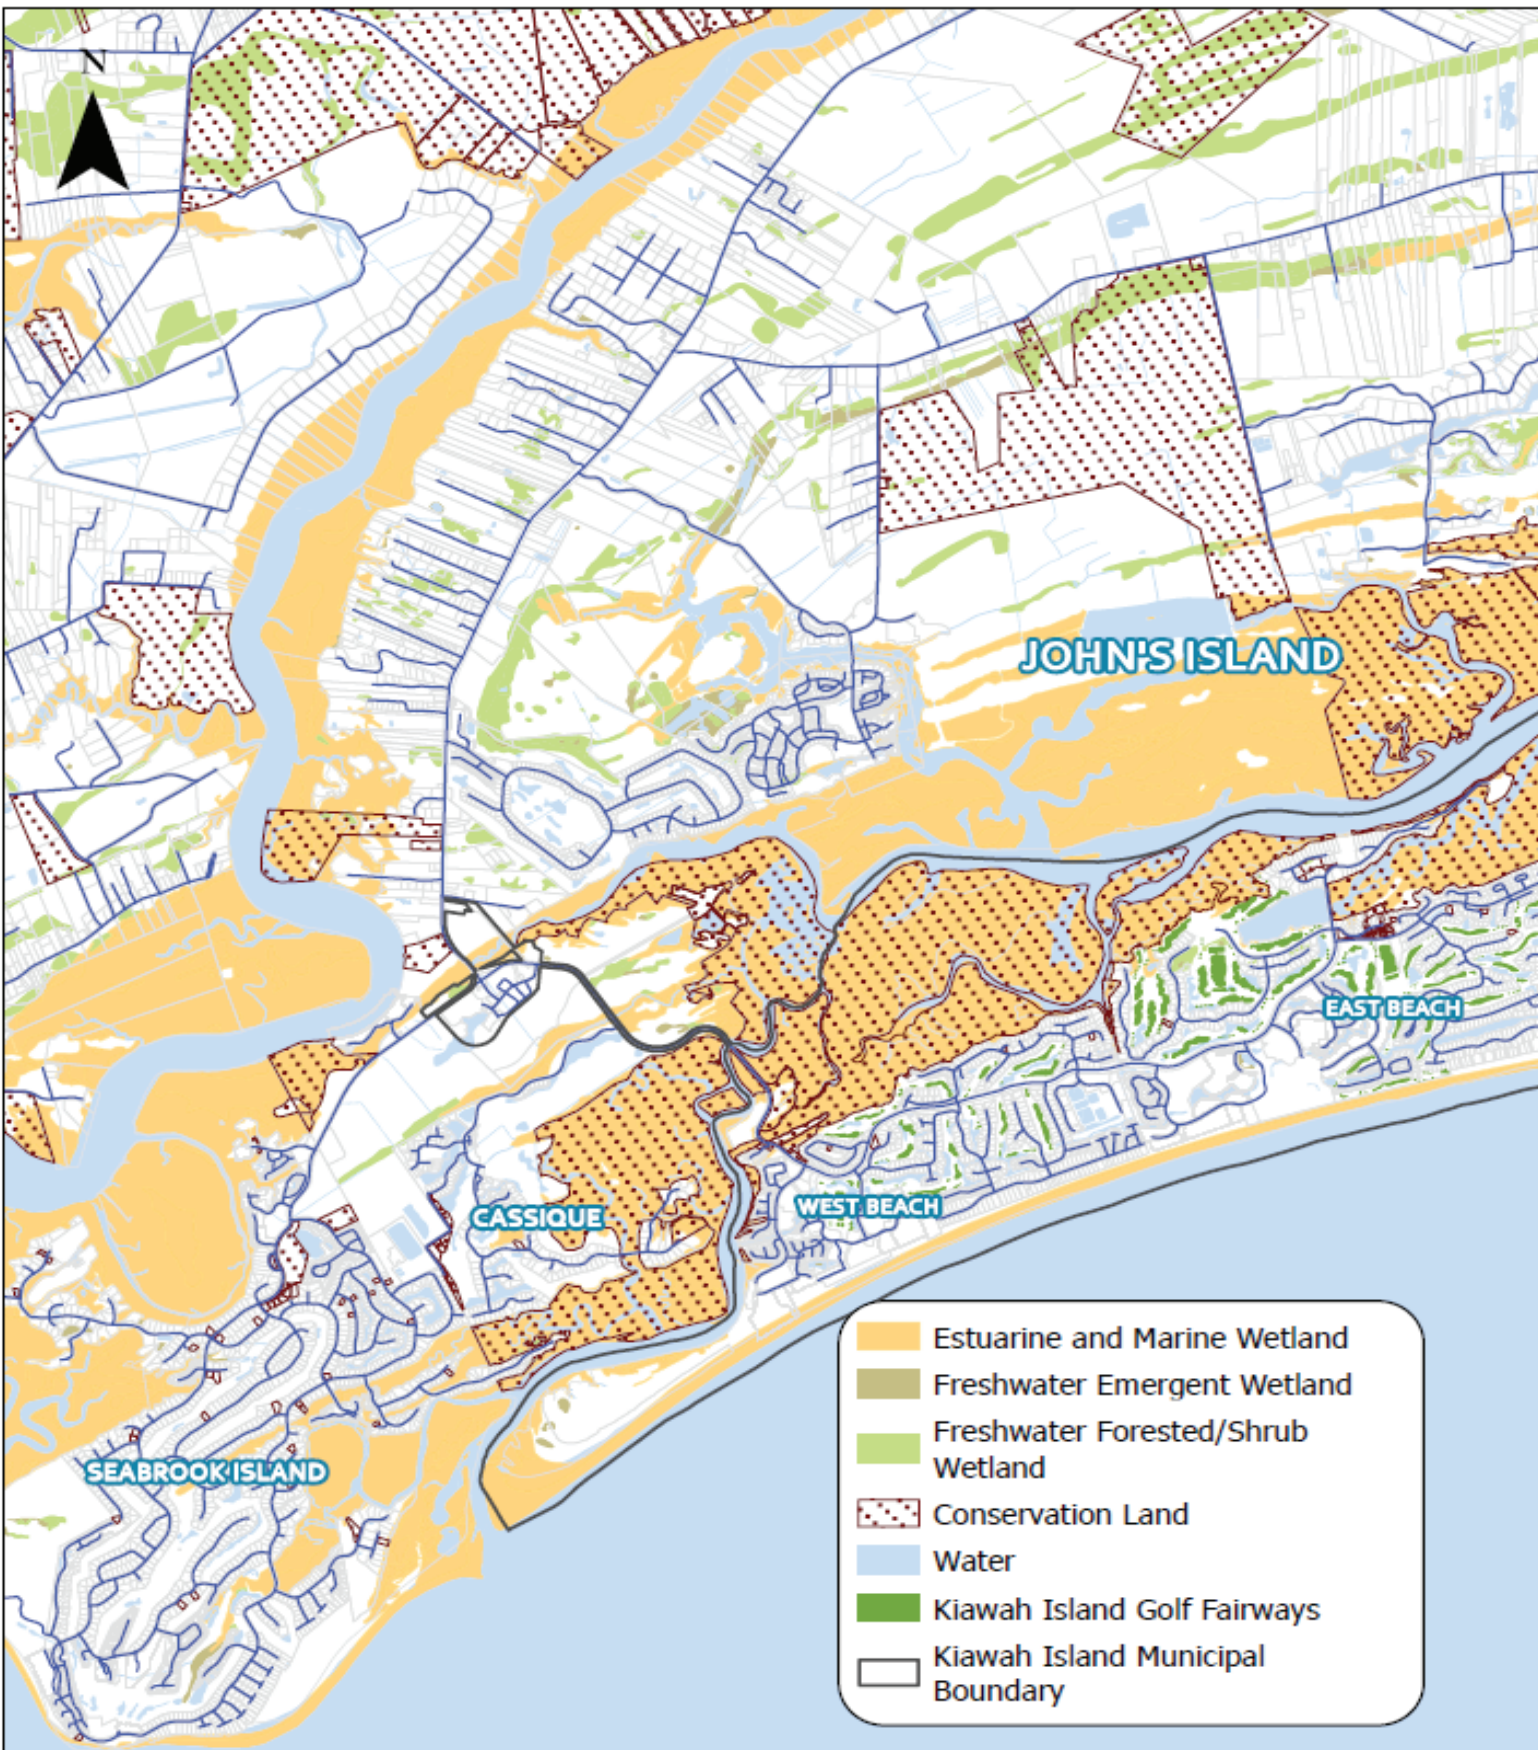 N
JOHN'S ISLAND
EAST BEACH
WEST BEACH
CASSIQUE
SEABROOK ISLAND
Estuarine and Marine Wetland
Freshwater Emergent Wetland
Freshwater Forested/Shrub
Wetland
Conservation Land
Water
Kiawah Island Golf Fairways
Kiawah Island Municipal
Boundary